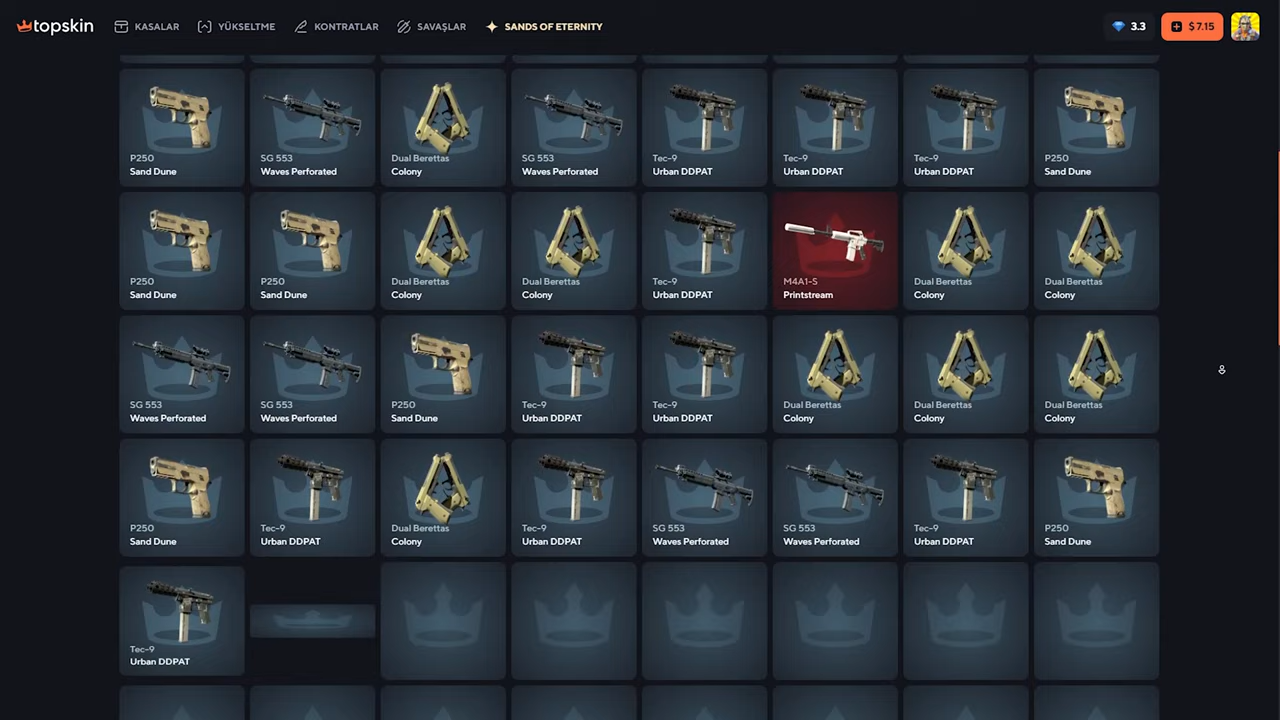 topskin
KASALAR
YÜKSELTME
KONTRATLAR
SAVAŞLAR
SANDS OF ETERNITY
3.3
$7.15
P250
Sand Dune
SG 553
Waves Perforated
Dual Berettas
Colony
SG 553
Waves Perforated
Tec-9
Urban DDPAT
Tec-9
Urban DDPAT
Tec-9
Urban DDPAT
P250
Sand Dune
P250
Sand Dune
P250
Sand Dune
Dual Berettas
Colony
Dual Berettas
Colony
Tec-9
Urban DDPAT
M4A1-S
Printstream
Dual Berettas
Colony
Dual Berettas
Colony
SG 553
Waves Perforated
SG 553
Waves Perforated
P250
Sand Dune
Tec-9
Urban DDPAT
Tec-9
Urban DDPAT
Dual Berettas
Colony
Dual Berettas
Colony
Dual Berettas
Colony
P250
Sand Dune
Tec-9
Urban DDPAT
Dual Berettas
Colony
Tec-9
Urban DDPAT
SG 553
Waves Perforated
SG 553
Waves Perforated
Tec-9
Urban DDPAT
P250
Sand Dune
Tec-9
Urban DDPAT